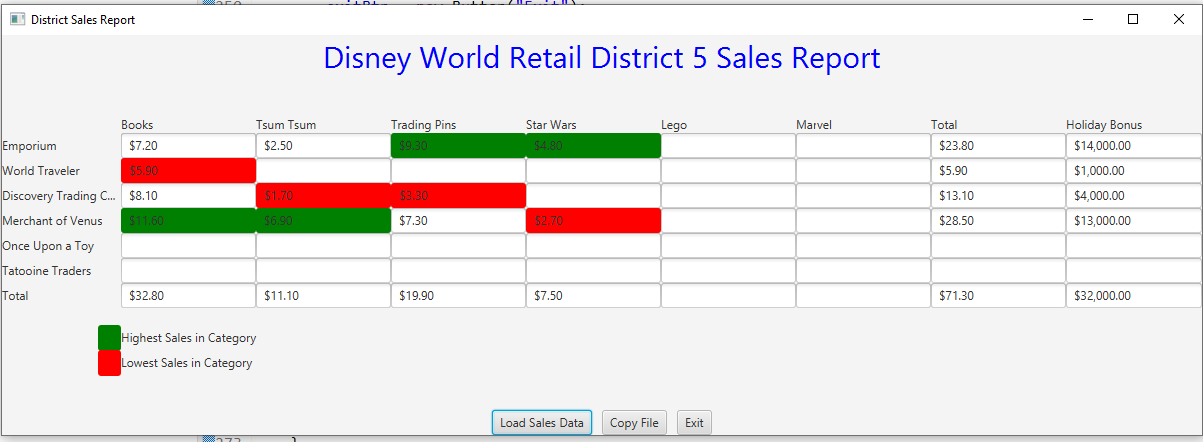 exitBtn = new Button("Exit");
District Sales Report
Disney World Retail District 5 Sales Report
Books Tsum Tsum Trading Pins Star Wars Lego Marvel Total Holiday Bonus
Emporium $7.20 $2.50 $9.30 $4.80 $23.80 $14,000.00
World Traveler $5.90 $5.90 $1,000.00
Discovery Trading C... $8.10 $1.70 $3.30 $13.10 $4,000.00
Merchant of Venus $11.60 $6.90 $7.30 $2.70 $28.50 $13,000.00
Once Upon a Toy
Tatooine Traders
Total $32.80 $11.10 $19.90 $7.50 $71.30 $32,000.00
Highest Sales in Category
Lowest Sales in Category
Load Sales Data Copy File Exit
273 }